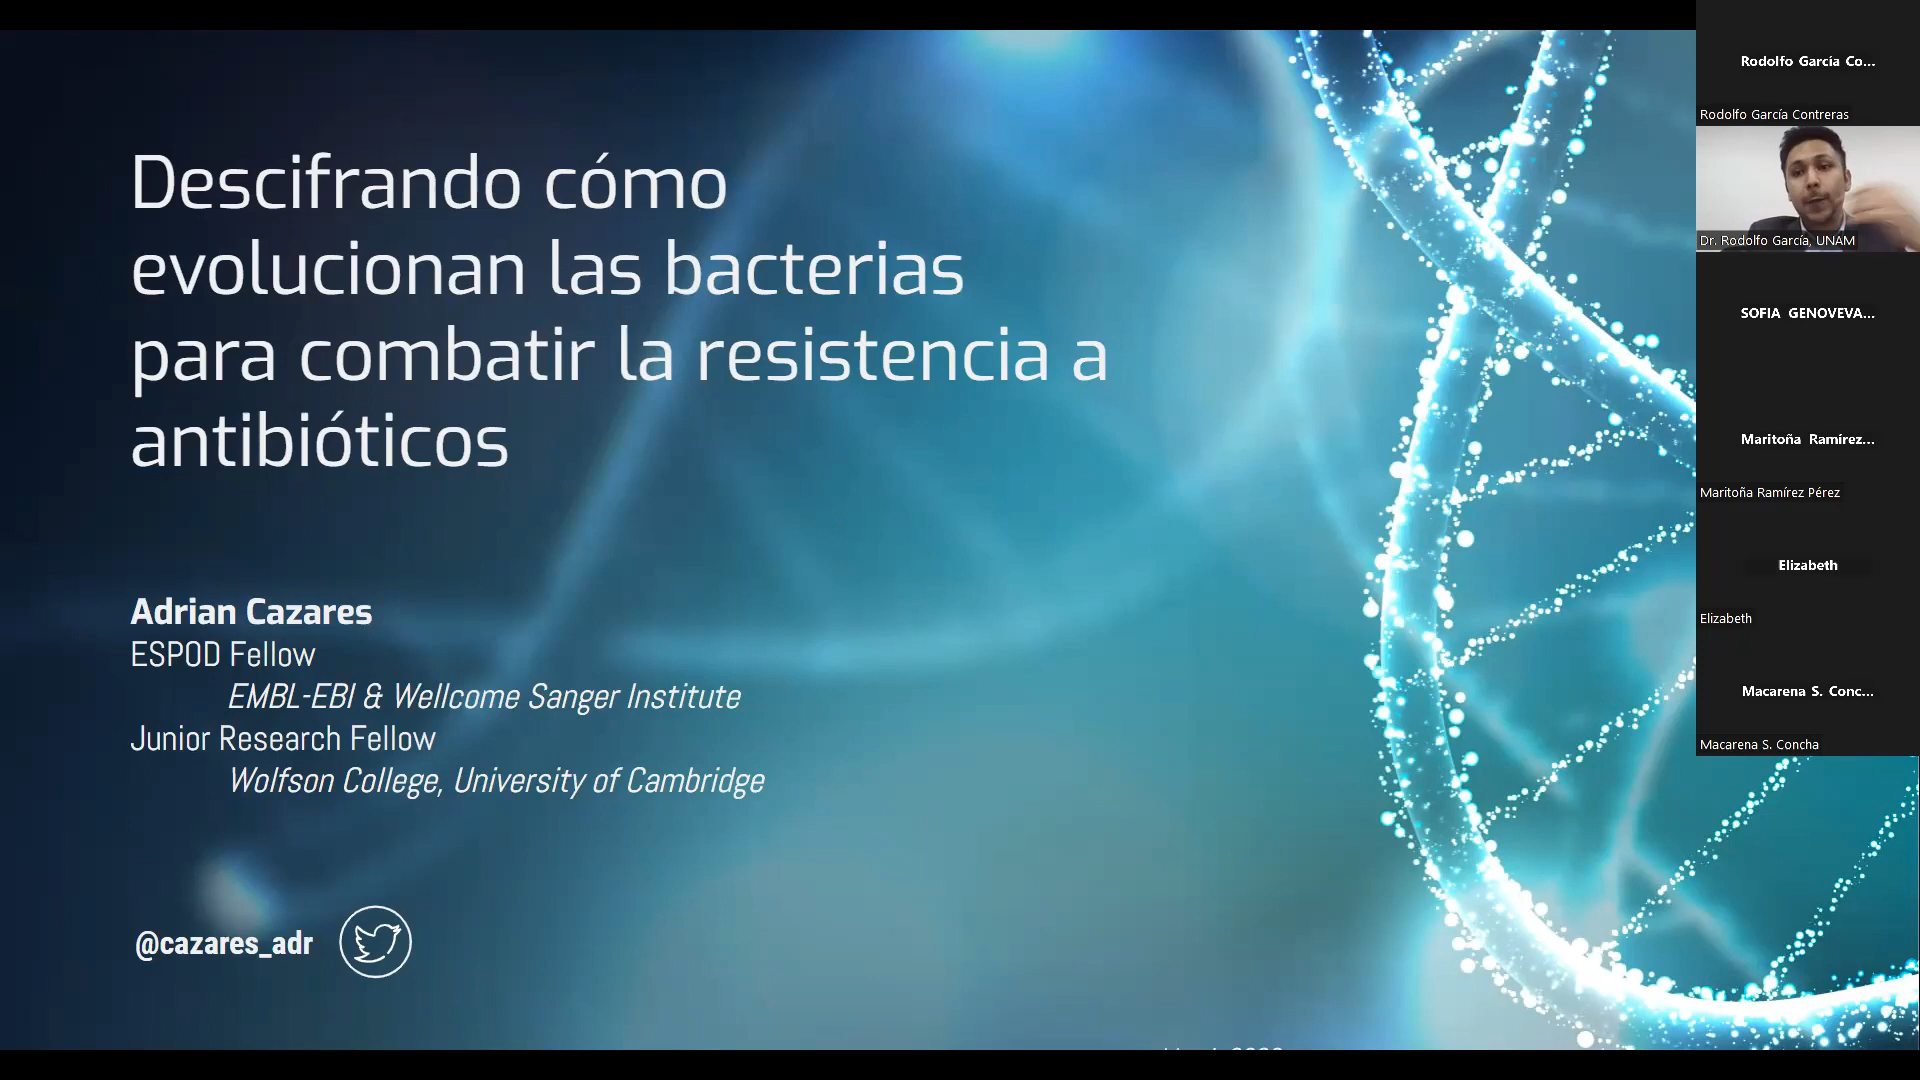 Descifrando cómo
evolucionan las bacterias
para combatir la resistencia a
antibióticos
Adrian Cazares
ESPOD Fellow
EMBL-EBI & Wellcome Sanger Institute
Junior Research Fellow
Wolfson College, University of Cambridge
@cazares_adr
Rodolfo García Co...
Rodolfo García Contreras
Dr. Rodolfo García, UNAM
SOFIA GENOVEVA...
Maritoña Ramírez...
Maritoña Ramírez Pérez
Elizabeth
Elizabeth
Macarena S. Conc...
Macarena S. Concha